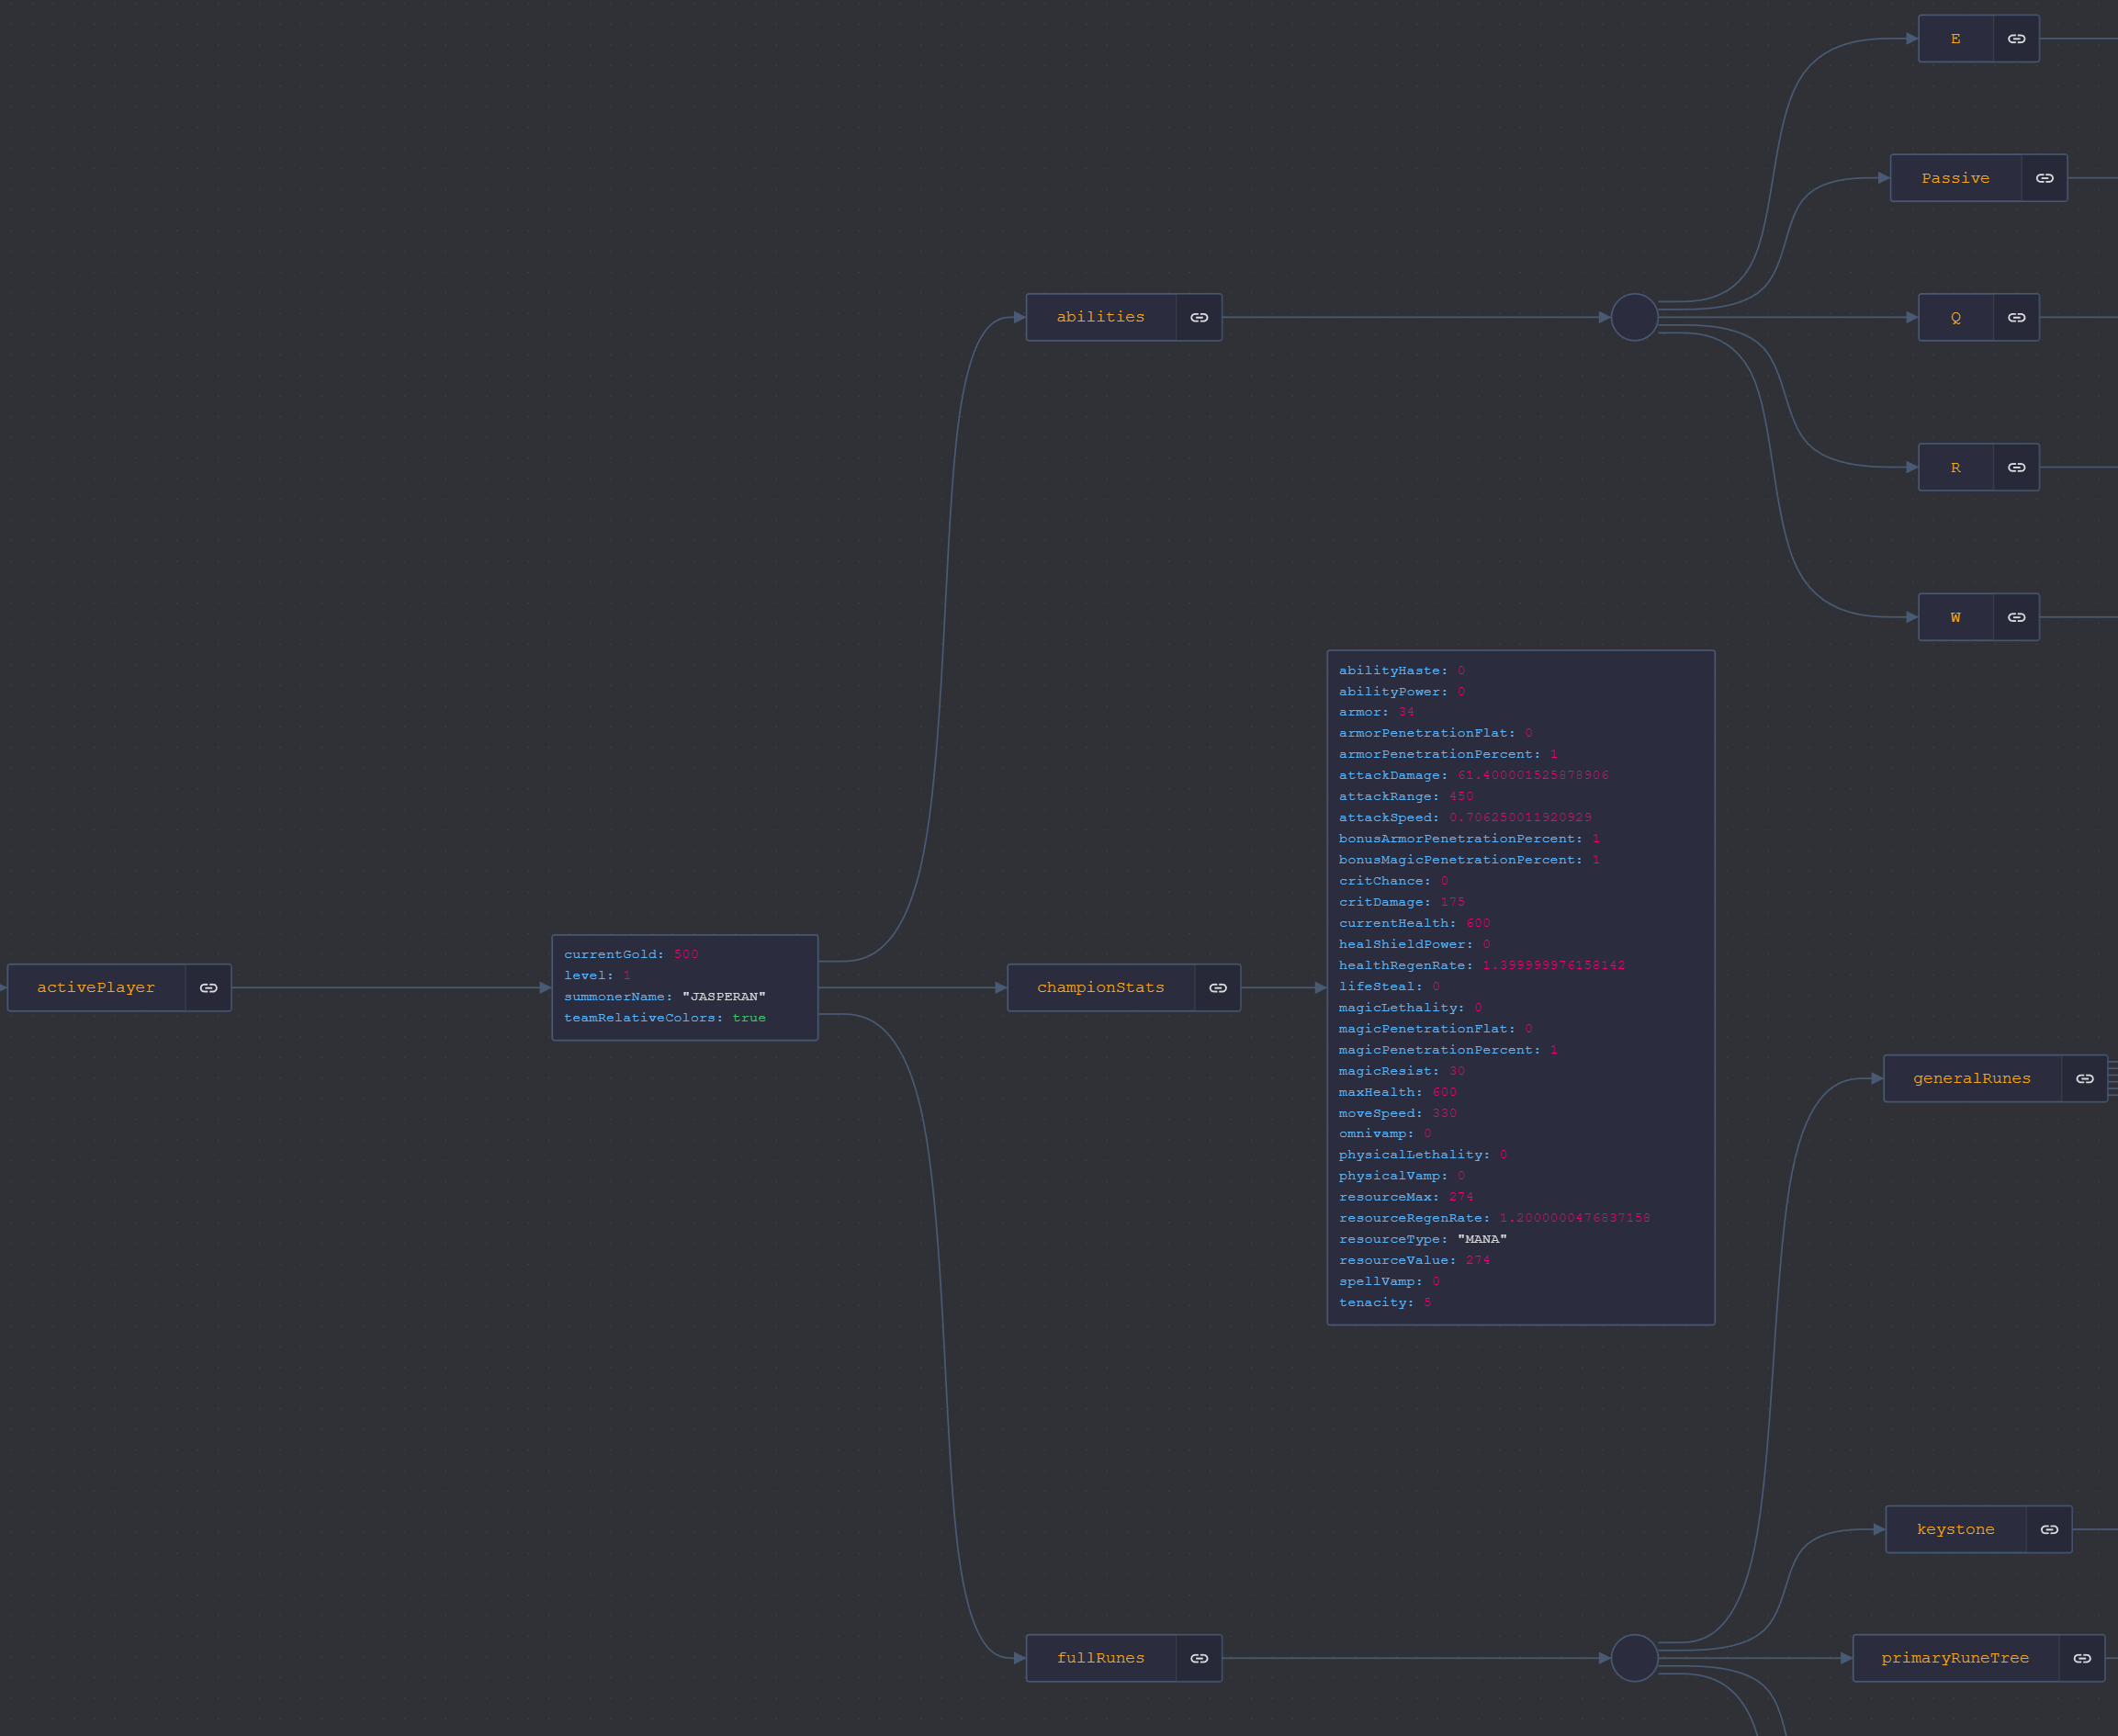 E
Passive
abilities
Q
R
W
abilityHaste: 0
abilityPower: 0
armor: 34
armorPenetrationFlat: 0
armorPenetrationPercent: 1
attackDamage: 61.400001525878906
attackRange: 450
attackSpeed: 0.706250011920929
bonusArmorPenetrationPercent: 1
bonusMagicPenetrationPercent: 1
critChance: 0
critDamage: 175
currentHealth: 600
healShieldPower: 0
healthRegenRate: 1.399999976158142
lifeSteal: 0
magicLethality: 0
magicPenetrationFlat: 0
magicPenetrationPercent: 1
magicResist: 30
maxHealth: 600
moveSpeed: 330
omnivamp: 0
physicalLethality: 0
physicalVamp: 0
resourceMax: 274
resourceRegenRate: 1.2000000476837158
resourceType: "MANA"
resourceValue: 274
spellVamp: 0
tenacity: 5
activePlayer
currentGold: 500
level: 1
summonerName: "JASPERAN"
teamRelativeColors: true
championStats
generalRunes
keystone
fullRunes
primaryRuneTree